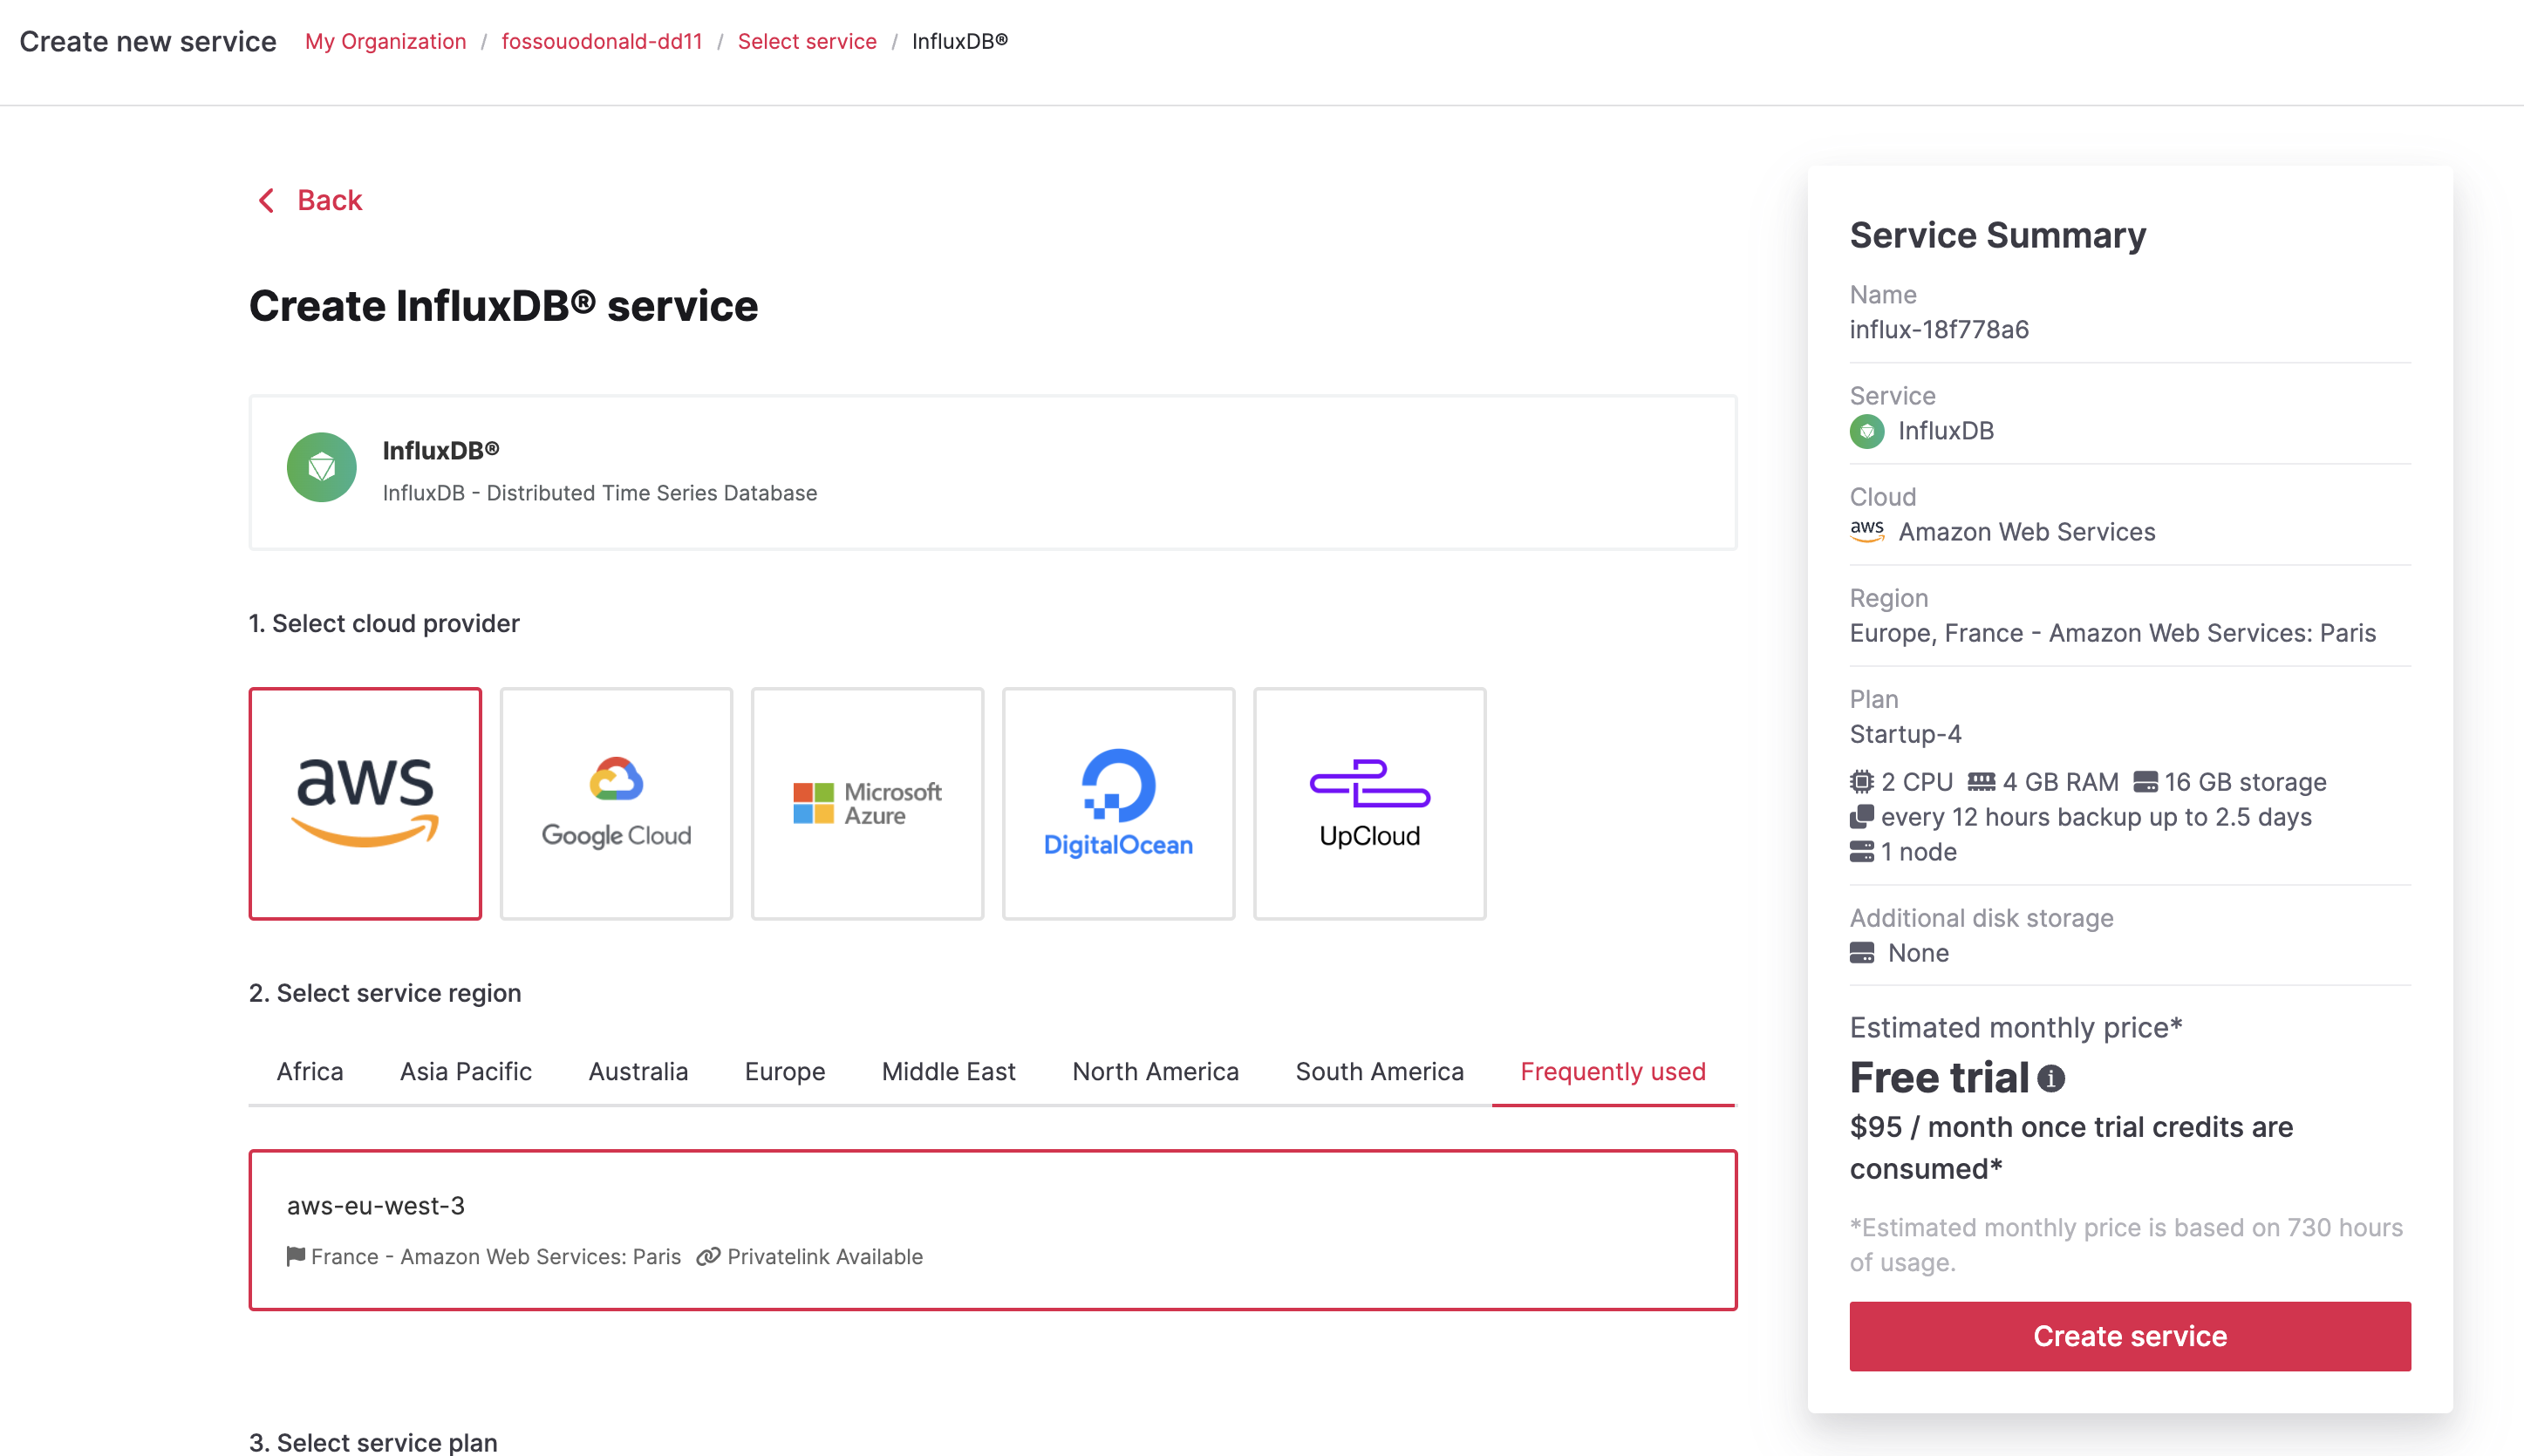 Create new service My Organization / fossouodonald-dd11 / Select service / InfluxDB®
Back
Create InfluxDB® service
InfluxDB®
InfluxDB - Distributed Time Series Database
1. Select cloud provider
aws
Google Cloud
Microsoft
Azure
DigitalOcean
UpCloud
2. Select service region
Africa Asia Pacific Australia Europe Middle East North America South America Frequently used
aws-eu-west-3
France - Amazon Web Services: Paris Privatelink Available
3. Select service plan
Service Summary
Name
influx-18f778a6
Service
InfluxDB
Cloud
aws Amazon Web Services
Region
Europe, France - Amazon Web Services: Paris
Plan
Startup-4
2 CPU 4 GB RAM 16 GB storage
every 12 hours backup up to 2.5 days
1 node
Additional disk storage
None
Estimated monthly price*
Free trial
$95 / month once trial credits are
consumed*
*Estimated monthly price is based on 730 hours
of usage.
Create service